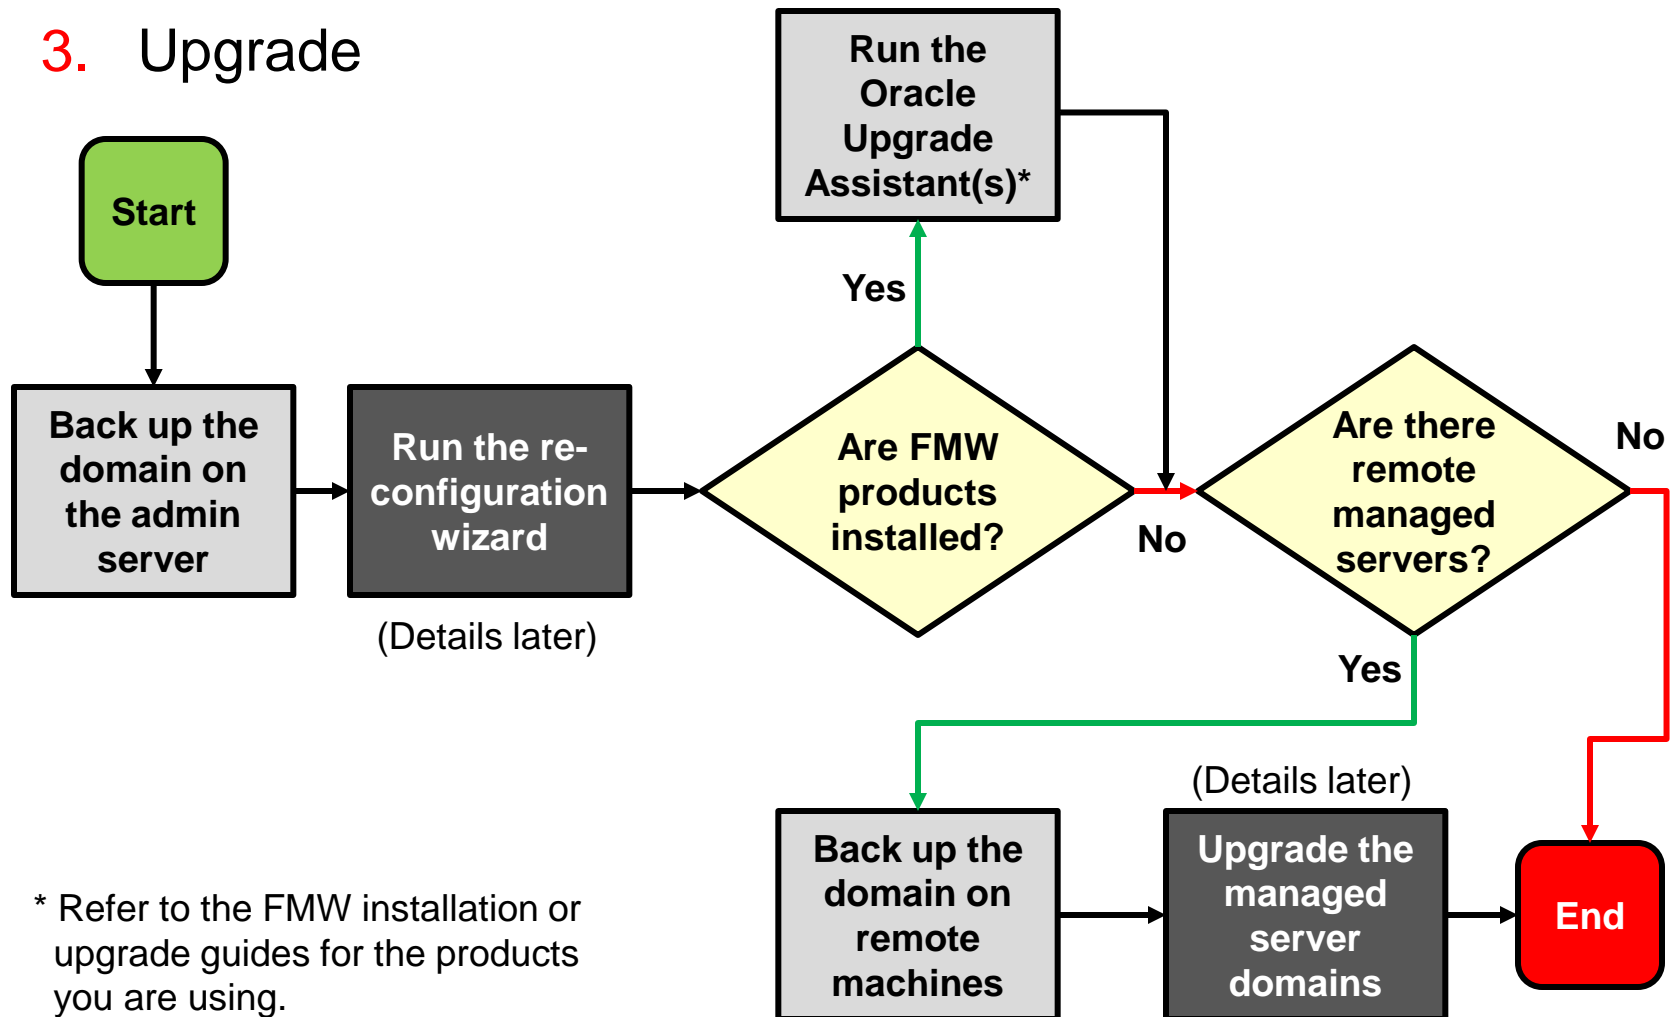 3. Upgrade
Start
Back up the
domain on
the admin
server
Run the re-
configuration
wizard
(Details later)
Are FMW
products
installed?
Yes
Run the
Oracle
Upgrade
Assistant(s)*
No
Are there
remote
managed
servers?
No
Yes
Back up the
domain on
remote
machines
(Details later)
Upgrade the
managed
server
domains
End
* Refer to the FMW installation or
upgrade guides for the products
you are using.